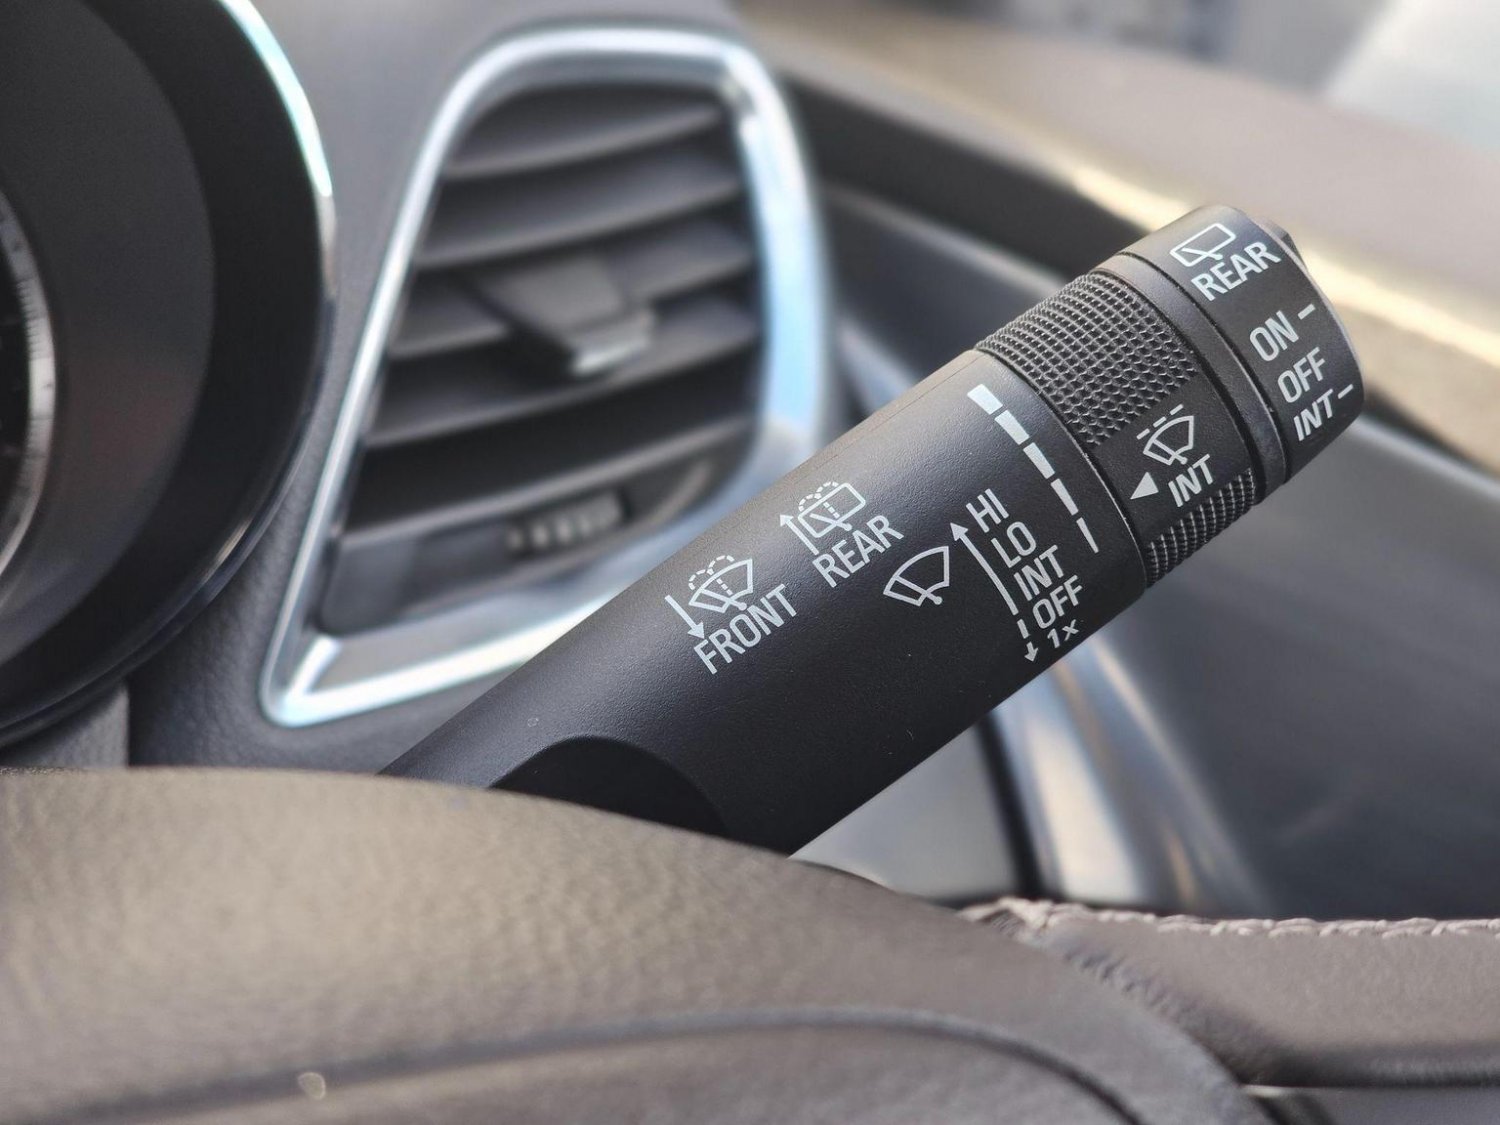 REAR
ON
OFF
INT
INT
HI
LO
INT
OFF
1x
REAR
FRONT